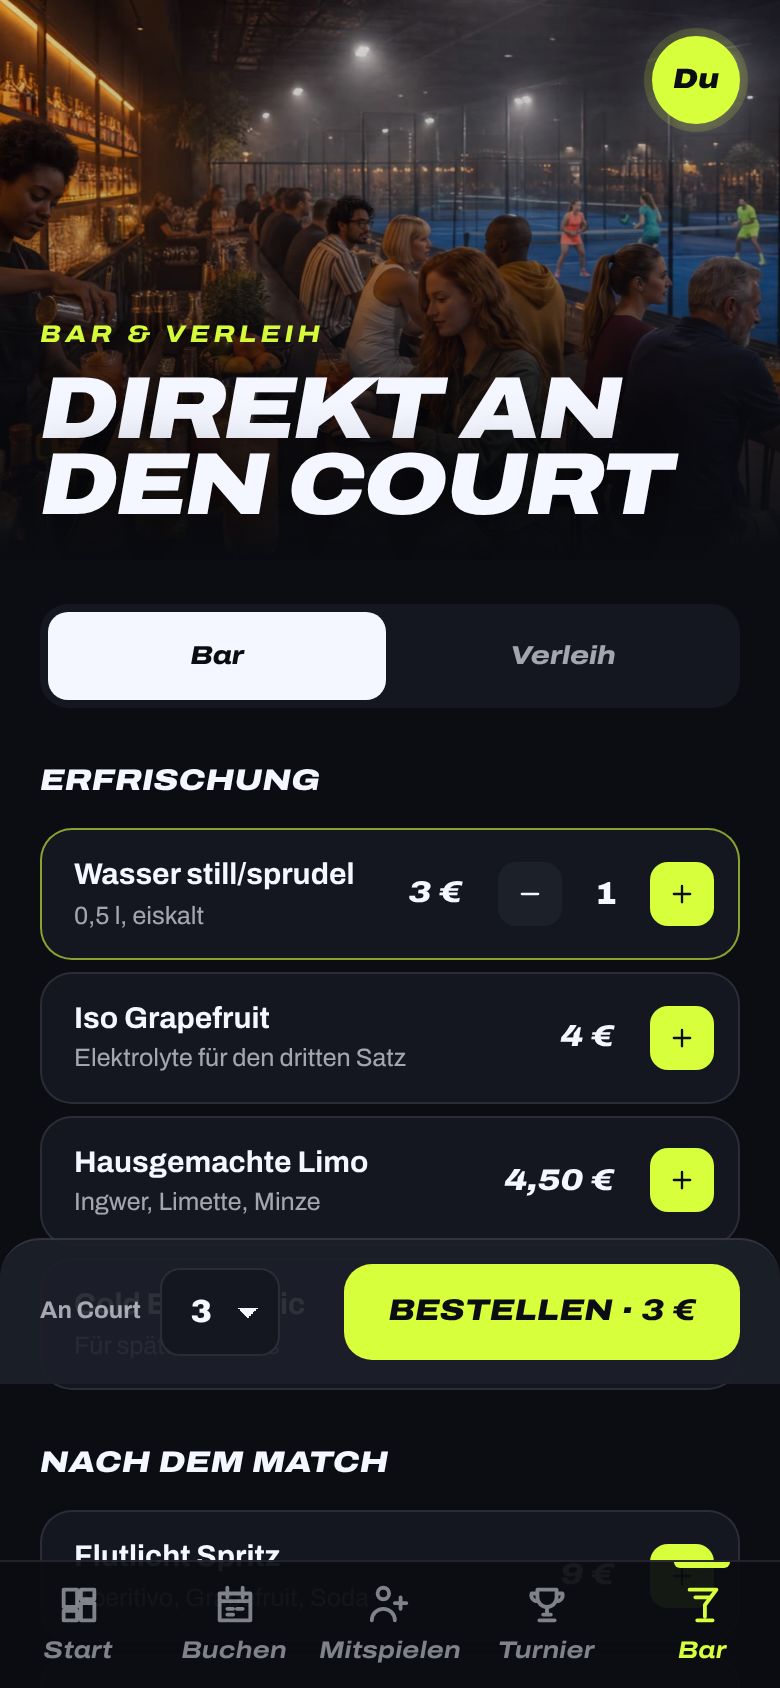 Du
BAR & VERLEIH
DIREKT AN
DEN COURT
Bar
Verleih
ERFRISCHUNG
Wasser still/sprudel
0,5 l, eiskalt
3 €
1
Iso Grapefruit
Elektrolyte für den dritten Satz
4 €
Hausgemachte Limo
Ingwer, Limette, Minze
4,50 €
An Court
3
BESTELLEN · 3 €
NACH DEM MATCH
Flutlicht Spritz
9 €
Start
Buchen
Mitspielen
Turnier
Bar